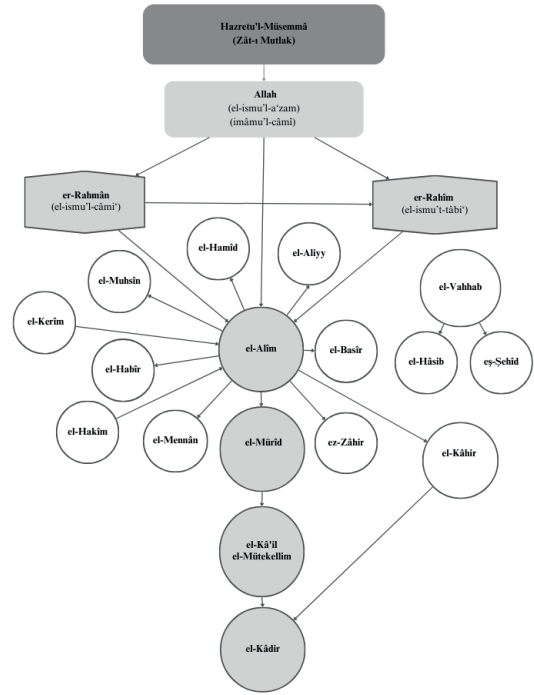 Hazretu'l-Müsemmâ
(Zât-ı Mutlak)
Allah
(el-ismu'l-a'zam)
(imâmu'l-câmî)
er-Rahmân
(el-ismu'l-câmi')
er-Rahîm
(el-ismu't-tâbi')
el-Hamîd
el-Aliyy
el-Muhsîn
el-Vahhab
el-Kerîm
el-Alîm
el-Basîr
el-Habîr
el-Hâsib
eş-Şehîd
el-Hakîm
el-Mennân
el-Mürîd
ez-Zâhir
el-Kâhir
el-Kâ'il
el-Mütekellim
el-Kâdir